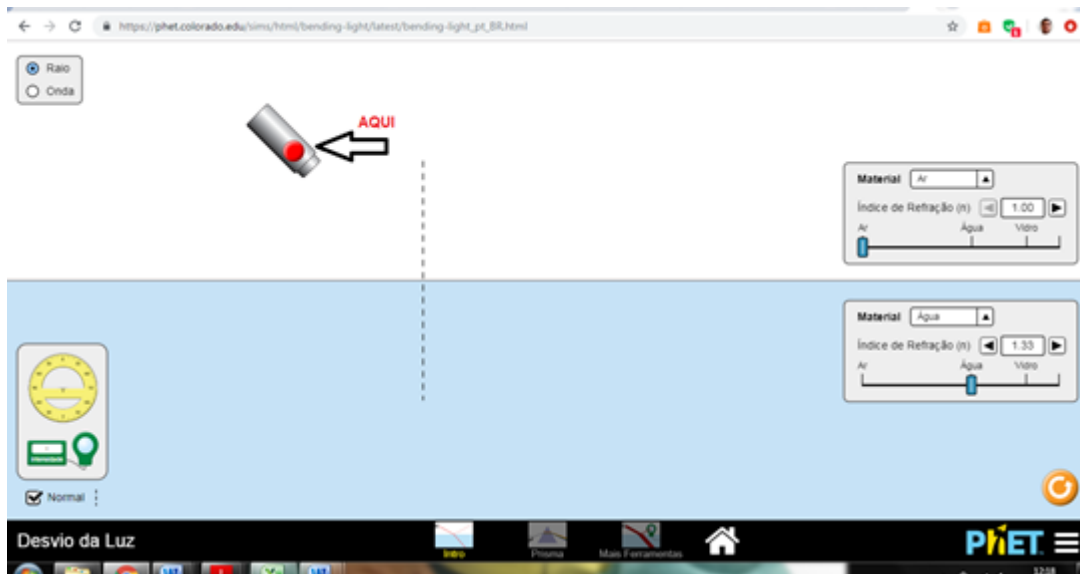 https://phet.colorado.edu/sims/html/bending-light/latest/bending-light_pt_BR.html
Raio
Onda
AQUI
Material Ar
Índice de Refração (n) 1.00
Ar Água Vidro
Material Água
Índice de Refração (n) 1.33
Ar Água Vidro
Normal
Desvio da Luz
Intro
Prisma
Mais Ferramentas
PhET
12:18